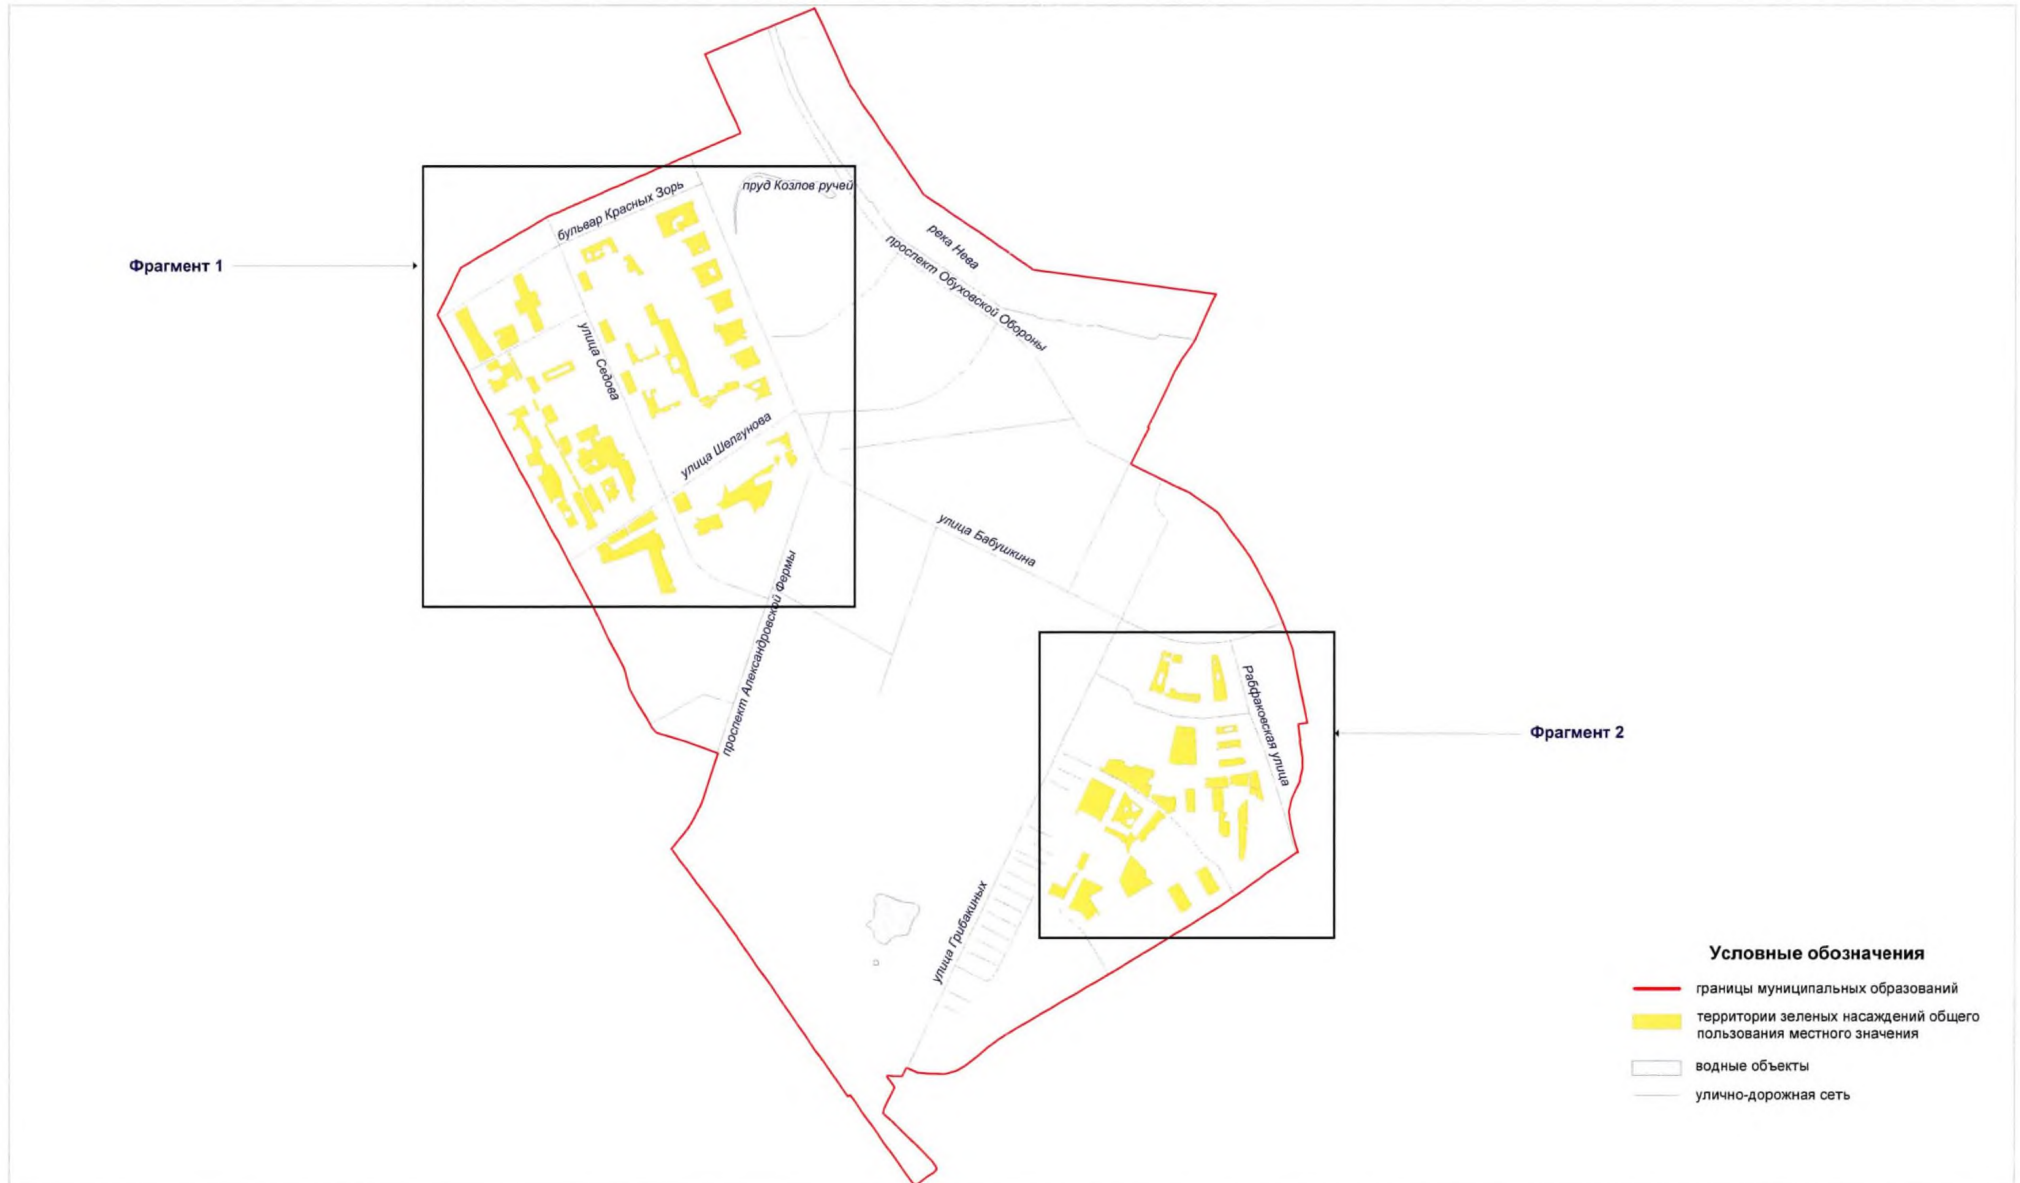 бульвар Красных Зорь
пруд Козлов ручей
река Нева
проспект Обуховской Обороны
Фрагмент 1
улица Седова
улица Шелгунова
улица Бабушкина
проспект Александровской Фермы
Рабфаковская улица
Фрагмент 2
улица Грибакиных
Условные обозначения
границы муниципальных образований
территории зеленых насаждений общего
пользования местного значения
водные объекты
улично-дорожная сеть